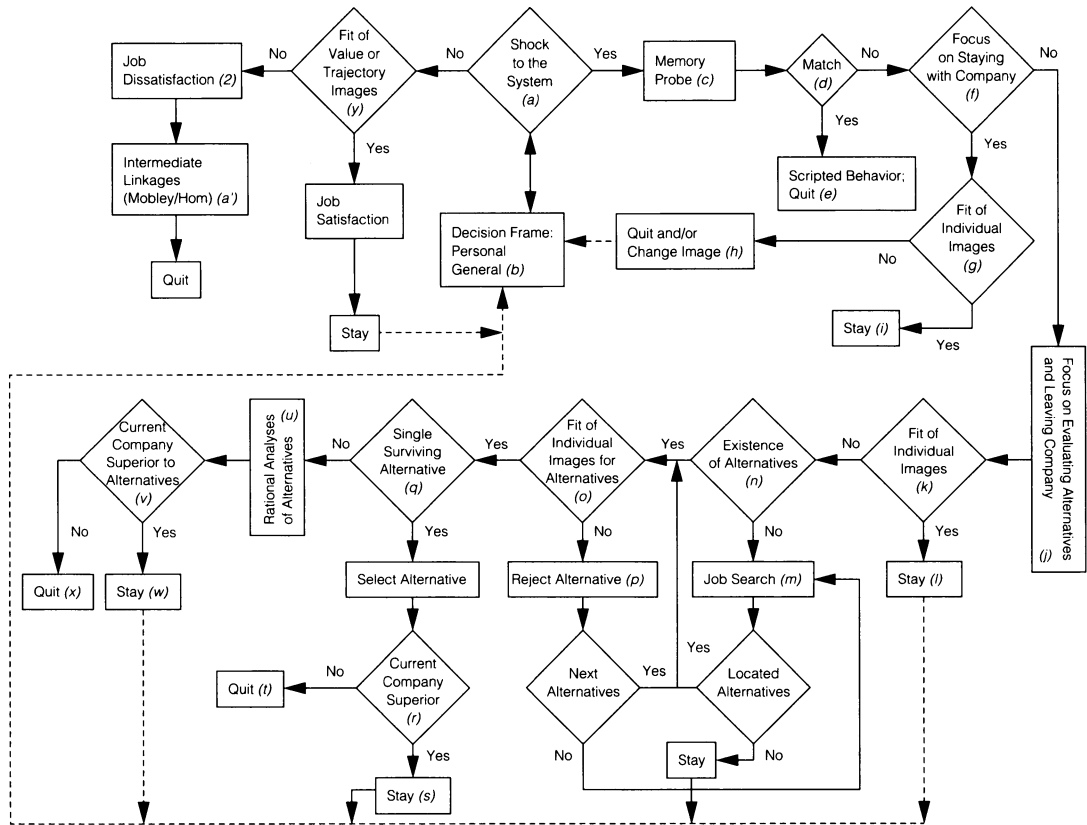 Job
Dissatisfaction (2)
No
Fit of
Value or
Trajectory
Images
(y)
No
Shock
to the
System
(a)
Yes
Memory
Probe (c)
Match
(d)
No
Focus
on Staying
with Company
(f)
No
Yes
Yes
Yes
Intermediate
Linkages
(Mobley/Hom) (a')
Quit
Job
Satisfaction
Stay
Decision Frame:
Personal
General (b)
Quit and/or
Change Image (h)
Scripted Behavior;
Quit (e)
Fit of
Individual
Images
(g)
No
Stay (i)
Yes
Focus on Evaluating Alternatives
and Leaving Company
(j)
Current
Company
Superior to
Alternatives
(v)
Rational Analyses
of Alternatives
(u)
No
Single
Surviving
Alternative
(q)
Yes
Fit of
Individual
Images for
Alternatives
(o)
Yes
Existence
of Alternatives
(n)
No
Fit of
Individual
Images
(k)
No
Yes
Yes
No
No
Yes
Quit (x)
Stay (w)
Select Alternative
Reject Alternative (p)
Job Search (m)
Stay (l)
Quit (t)
No
Current
Company
Superior
(r)
Next
Alternatives
Yes
Yes
Located
Alternatives
Yes
No
Stay
No
Stay (s)